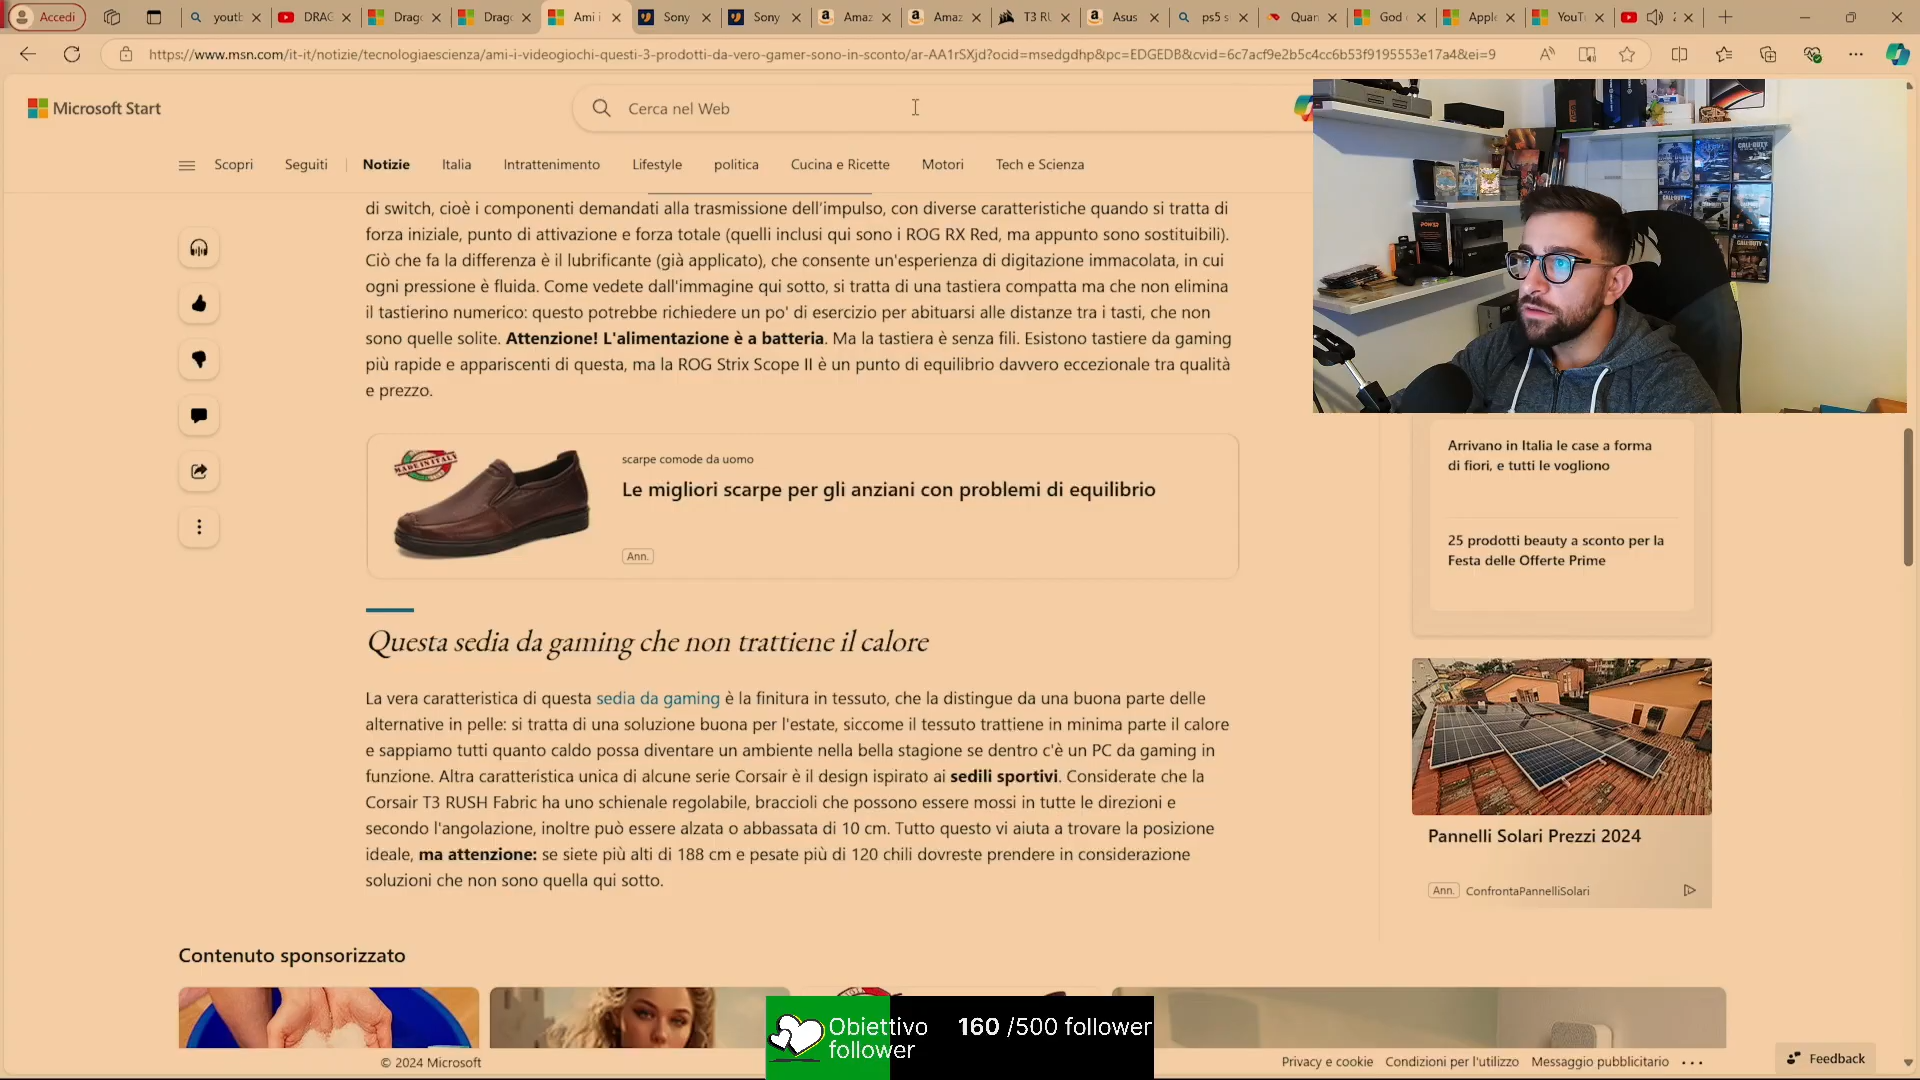 Accedi
youtl
DRAG
Drago
Drago
Ami i
Sony
Sony
Amaz
Amaz
T3 RU
Asus
ps5 s
Quan
God
Apple
YouTu
https://www.msn.com/it-it/notizie/tecnologiaescienza/ami-i-videogiochi-questi-3-prodotti-da-vero-gamer-sono-in-sconto/ar-AA1rSXjd?ocid=msedgdhp&pc=EDGEDB&cvid=6c7acf9e2b5c4cc6b53f9195553e17a4&ei=9
Microsoft Start
Cerca nel Web
Scopri Seguiti Notizie Italia Intrattenimento Lifestyle politica Cucina e Ricette Motori Tech e Scienza
di switch, cioè i componenti demandati alla trasmissione dell'impulso, con diverse caratteristiche quando si tratta di
forza iniziale, punto di attivazione e forza totale (quelli inclusi qui sono i ROG RX Red, ma appunto sono sostituibili).
Ciò che fa la differenza è il lubrificante (già applicato), che consente un'esperienza di digitazione immacolata, in cui
ogni pressione è fluida. Come vedete dall'immagine qui sotto, si tratta di una tastiera compatta ma che non elimina
il tastierino numerico: questo potrebbe richiedere un po' di esercizio per abituarsi alle distanze tra i tasti, che non
sono quelle solite. Attenzione! L'alimentazione è a batteria. Ma la tastiera è senza fili. Esistono tastiere da gaming
più rapide e appariscenti di questa, ma la ROG Strix Scope II è un punto di equilibrio davvero eccezionale tra qualità
e prezzo.
MADE IN ITALY
scarpe comode da uomo
Le migliori scarpe per gli anziani con problemi di equilibrio
Ann.
Questa sedia da gaming che non trattiene il calore
La vera caratteristica di questa sedia da gaming è la finitura in tessuto, che la distingue da una buona parte delle
alternative in pelle: si tratta di una soluzione buona per l'estate, siccome il tessuto trattiene in minima parte il calore
e sappiamo tutti quanto caldo possa diventare un ambiente nella bella stagione se dentro c'è un PC da gaming in
funzione. Altra caratteristica unica di alcune serie Corsair è il design ispirato ai sedili sportivi. Considerate che la
Corsair T3 RUSH Fabric ha uno schienale regolabile, braccioli che possono essere mossi in tutte le direzioni e
secondo l'angolazione, inoltre può essere alzata o abbassata di 10 cm. Tutto questo vi aiuta a trovare la posizione
ideale, ma attenzione: se siete più alti di 188 cm e pesate più di 120 chili dovreste prendere in considerazione
soluzioni che non sono quella qui sotto.
Arrivano in Italia le case a forma
di fiori, e tutti le vogliono
25 prodotti beauty a sconto per la
Festa delle Offerte Prime
Pannelli Solari Prezzi 2024
Ann. ConfrontaPannelliSolari
Contenuto sponsorizzato
Obiettivo
follower
160 /500 follower
© 2024 Microsoft
Privacy e cookie Condizioni per l'utilizzo Messaggio pubblicitario
Feedback